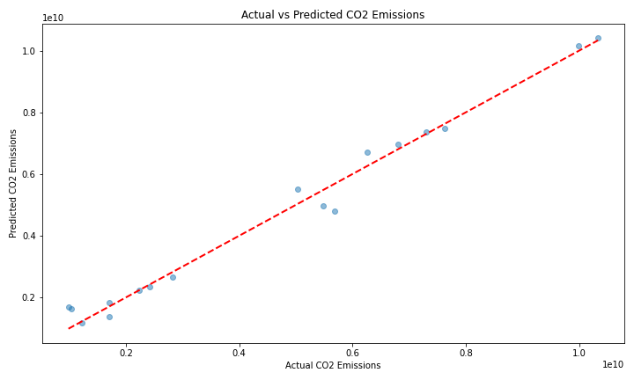 Actual vs Predicted CO2 Emissions
1e10
1.0
0.8
0.6
0.4
0.2
Predicted CO2 Emissions
0.2 0.4 0.6 0.8 1.0
Actual CO2 Emissions
1e10